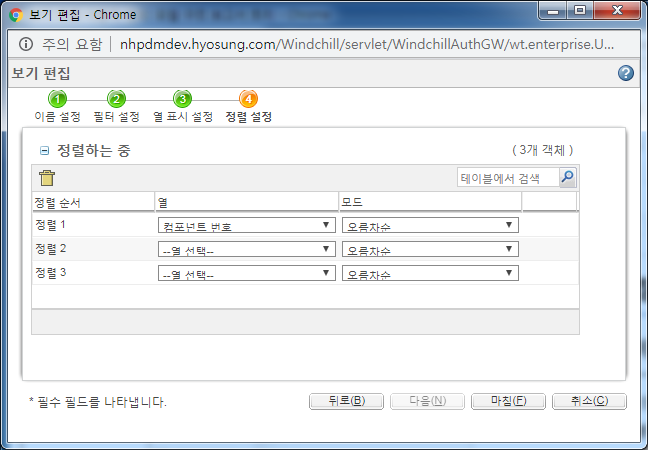 보기 편집 - Chrome
주의 요함 nhpdmdev.hyosung.com/Windchill/servlet/WindchillAuthGW/wt.enterprise.U...
보기 편집 ?
1 2 3 4
이름 설정 필터 설정 열 표시 설정 정렬 설정
정렬하는 중 ( 3개 객체 )
테이블에서 검색
정렬 순서 열 모드
정렬 1 컴포넌트 번호 오름차순
정렬 2 --열 선택-- 오름차순
정렬 3 --열 선택-- 오름차순
* 필수 필드를 나타냅니다. 뒤로(B) 다음(N) 마침(F) 취소(C)